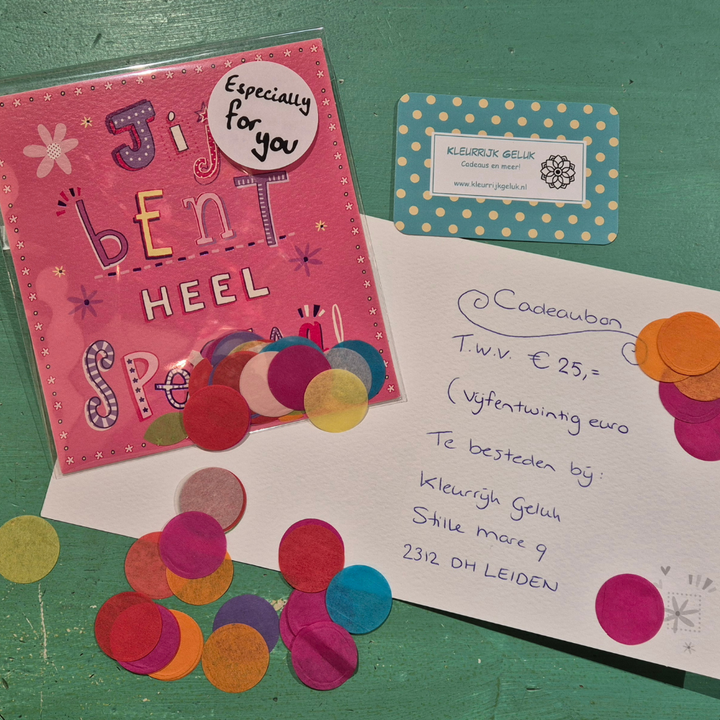 Especially
for
you
Jij
bENT
HEEL
Special
KLEURRIJK GELUK
Cadeaus en meer!
www.kleurrijkgeluk.nl
Cadeaubon
T.w.v. € 25,=
(Vijfentwintig euro
Te besteden bij:
Kleurrijk Geluk
Stille mare 9
2312 DH LEIDEN